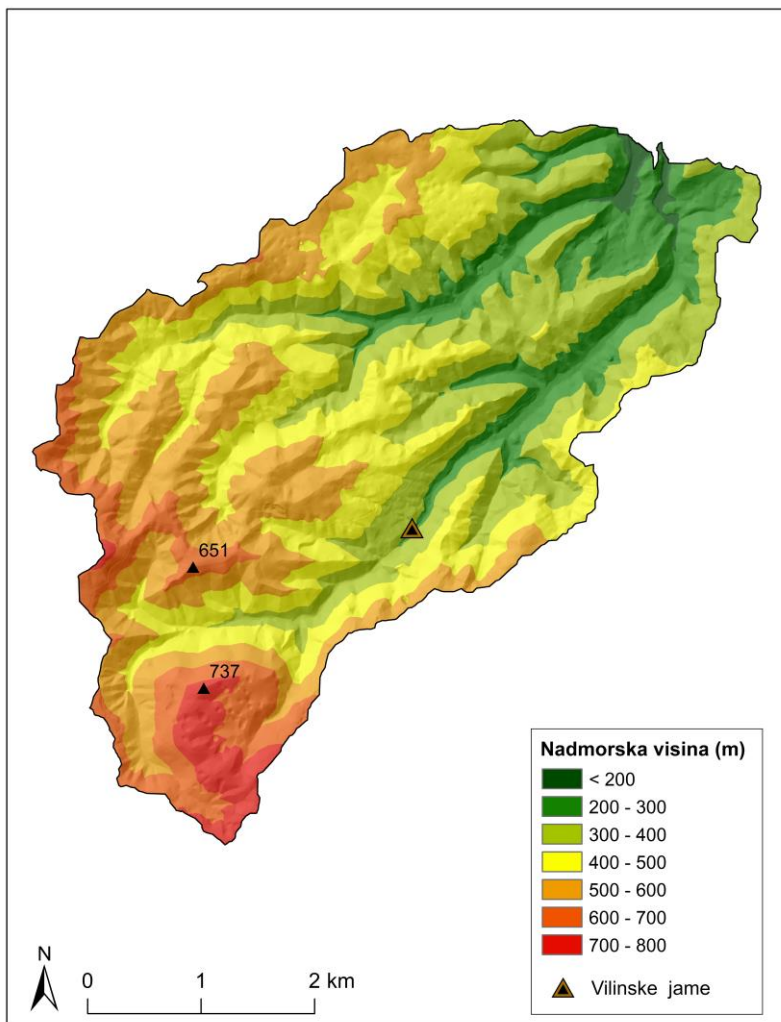 651
737
Nadmorska visina (m)
< 200
200 - 300
300 - 400
400 - 500
500 - 600
600 - 700
700 - 800
Vilinske jame
N
0 1 2 km